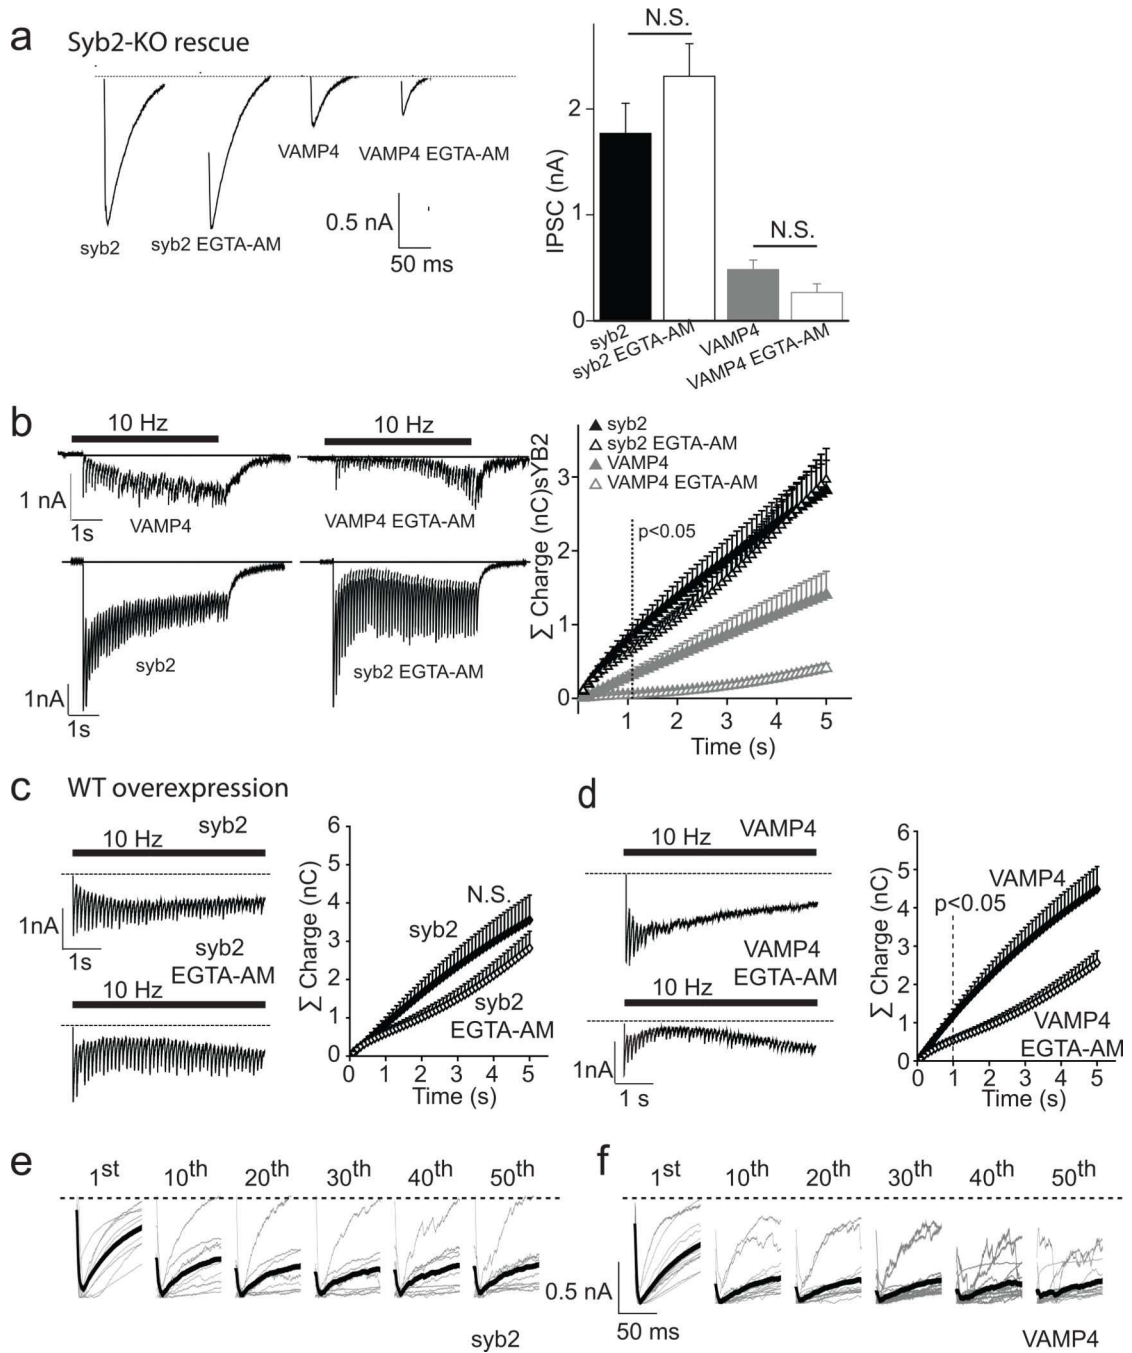 a Syb2-KO rescue
syb2
syb2 EGTA-AM
VAMP4
VAMP4 EGTA-AM
0.5 nA
50 ms
N.S.
N.S.
IPSC (nA)
2
1
0
syb2
syb2 EGTA-AM
VAMP4
VAMP4 EGTA-AM
b
10 Hz
10 Hz
1 nA
1s
VAMP4
VAMP4 EGTA-AM
syb2
syb2 EGTA-AM
1nA
1s
syb2
syb2 EGTA-AM
VAMP4
VAMP4 EGTA-AM
p<0.05
∑ Charge (nC)sYB2
3
2
1
0
1 2 3 4 5
Time (s)
c WT overexpression
syb2
10 Hz
1nA
1s
syb2
EGTA-AM
10 Hz
∑ Charge (nC)
6
5
4
3
2
1
0
N.S.
syb2
syb2
EGTA-AM
0 1 2 3 4 5
Time (s)
d
VAMP4
10 Hz
VAMP4
EGTA-AM
10 Hz
1nA
1 s
∑ Charge (nC)
6
5
4
3
2
1
0
VAMP4
p<0.05
VAMP4
EGTA-AM
0 1 2 3 4 5
Time (s)
e
1st 10th 20th 30th 40th 50th
syb2
f
1st 10th 20th 30th 40th 50th
0.5 nA
50 ms
VAMP4